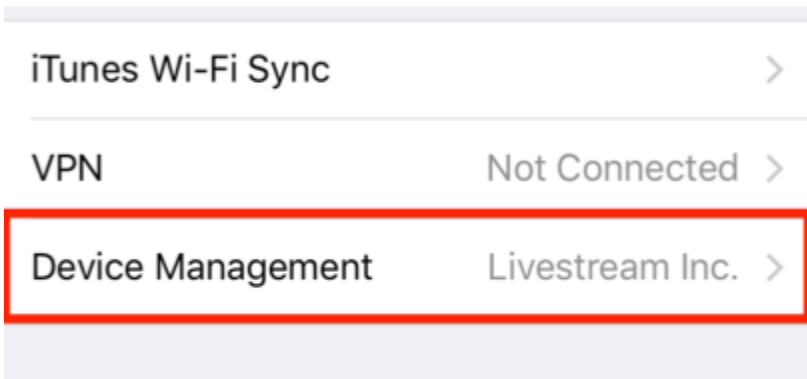 iTunes Wi-Fi Sync
VPN Not Connected
Device Management Livestream Inc.